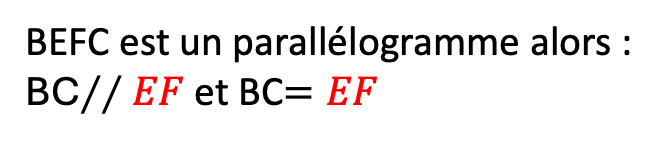 BEFC est un parallélogramme alors :
BC// EF et BC= EF